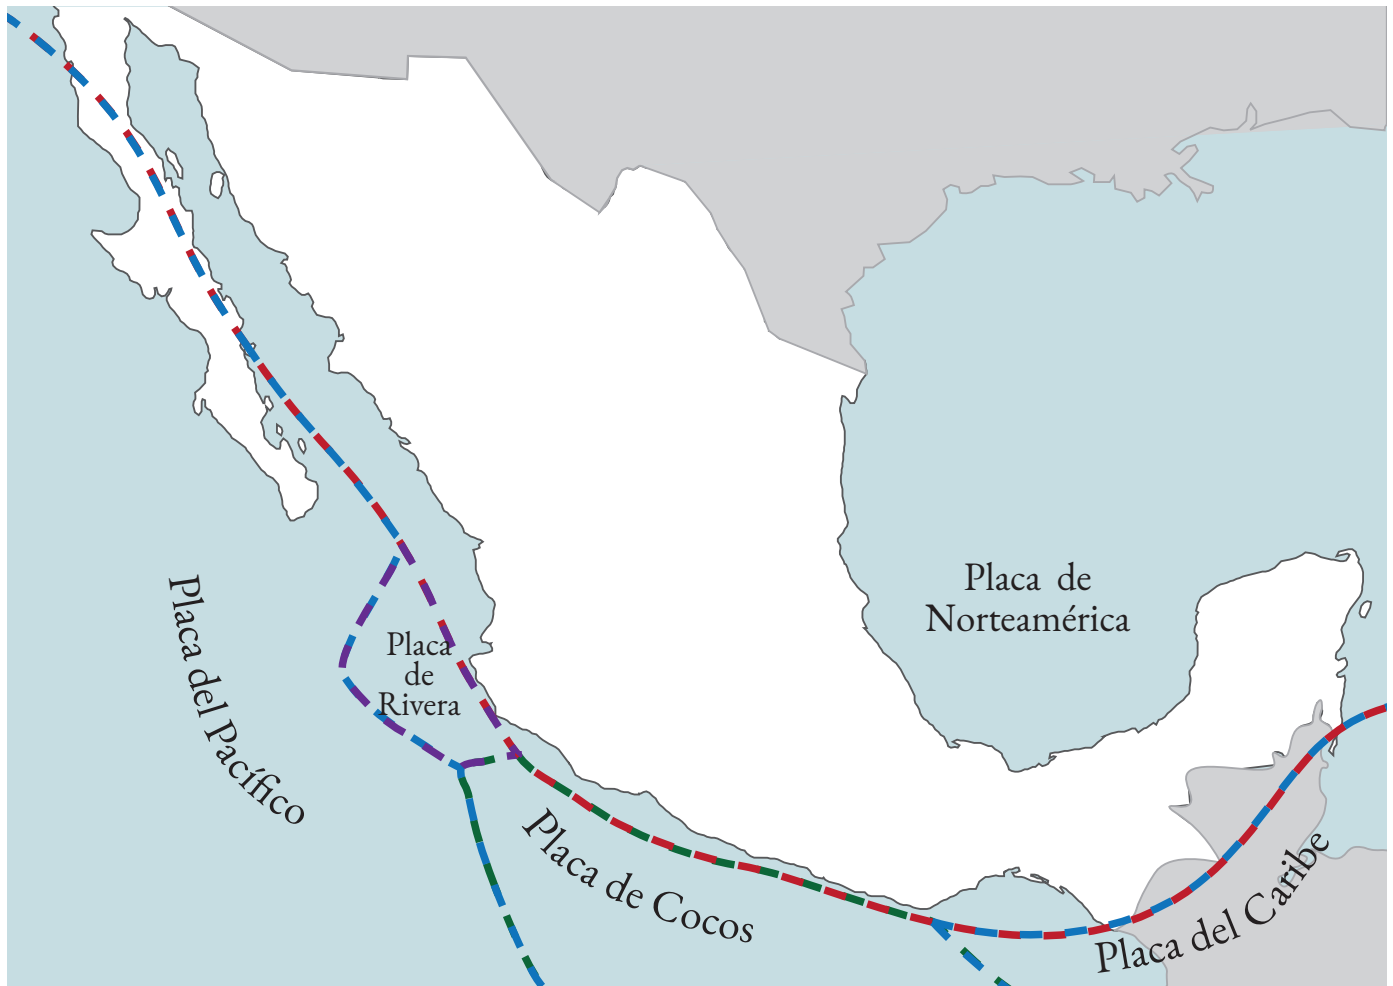 Placa de
Norteamérica
Placa
de
Rivera
Placa del Pacífico
Placa de Cocos
Placa del Caribe